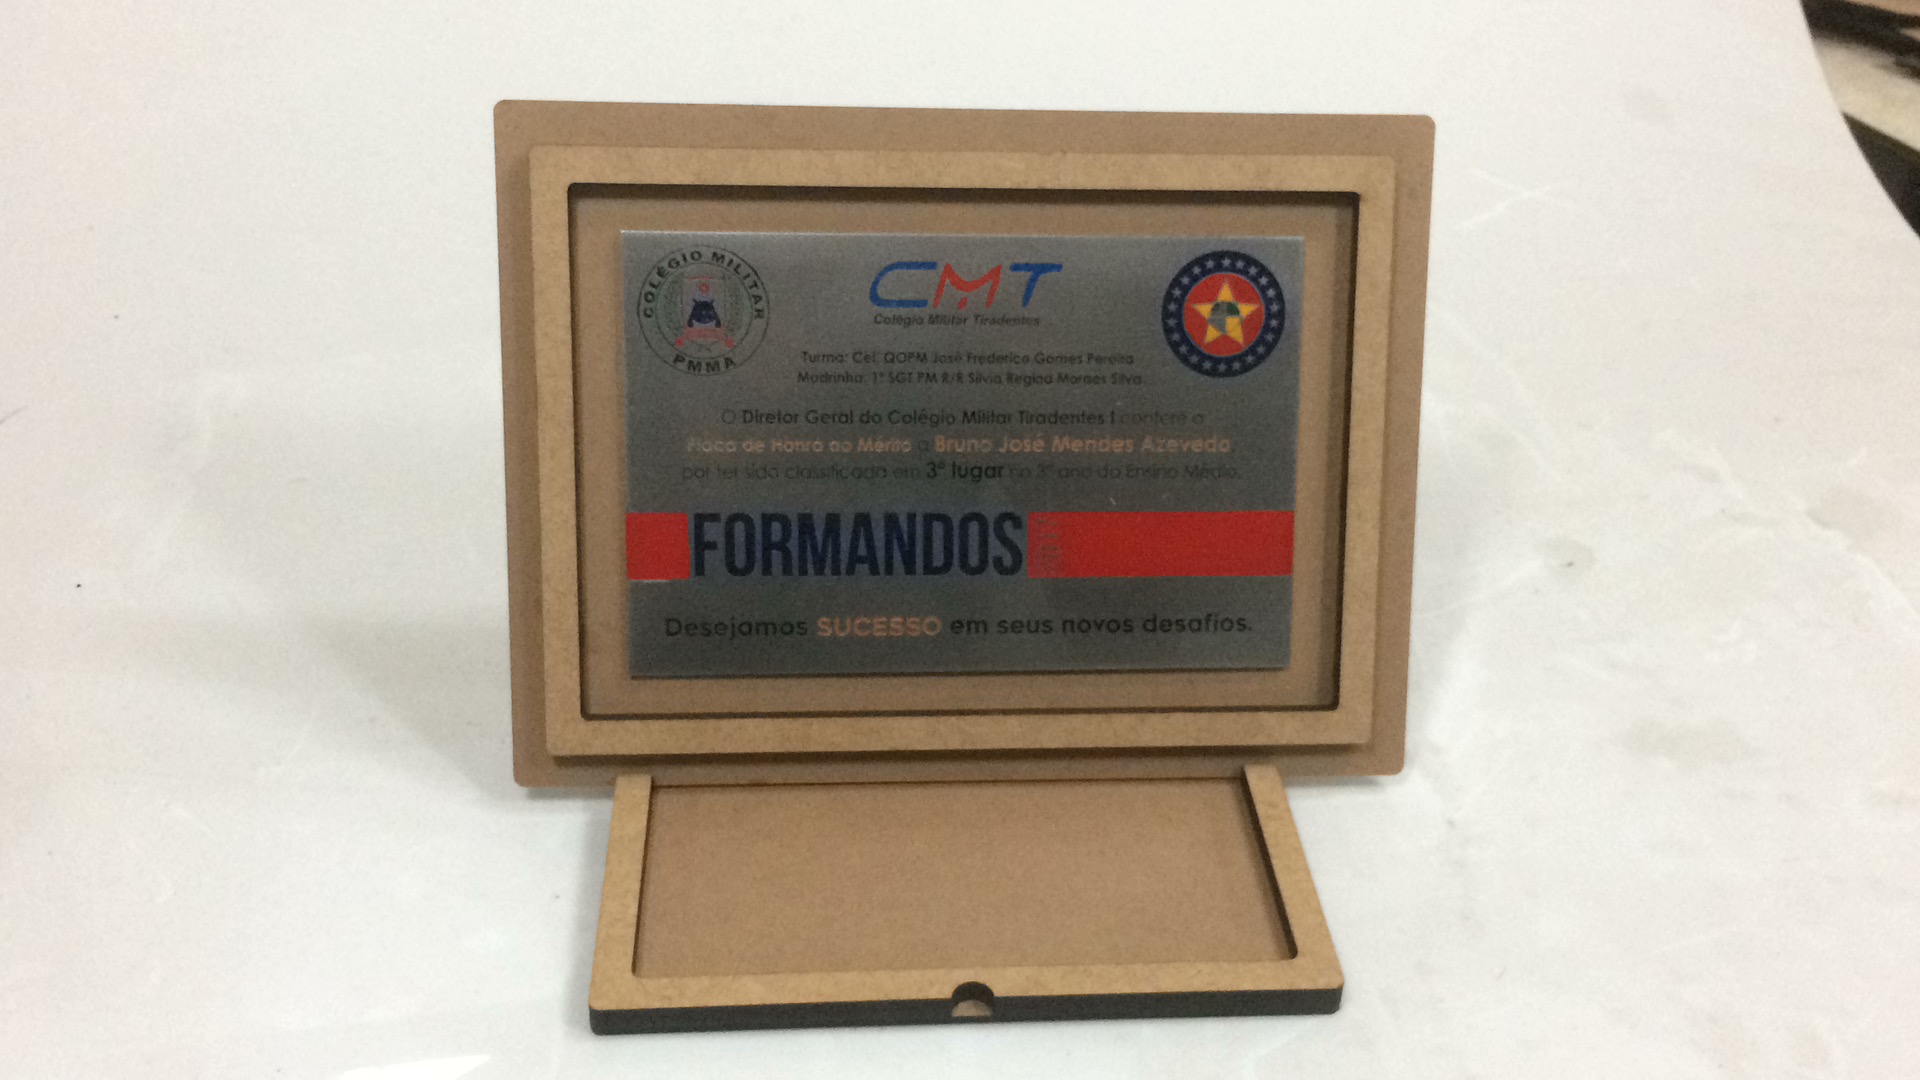 COLÉGIO MILITAR
PMMA
CMT
Colégio Militar Tiradentes
Turma: Cel. QOPM José Frederico Gomes Pereira
Madrinha: 1º SGT PM R/R Silvia Regina Moraes Silva
O Diretor Geral do Colégio Militar Tiradentes I confere a
Placa de Honra ao Mérito a Bruno José Mendes Azevedo,
por ter sido classificado em 3º lugar no 3º ano do Ensino Médio.
FORMANDOS
Desejamos SUCESSO em seus novos desafios.